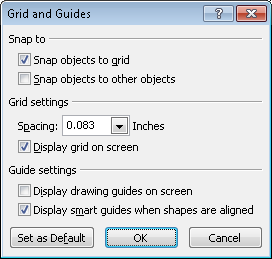 Grid and Guides
Snap to
Snap objects to grid
Snap objects to other objects
Grid settings
Spacing: 0.083 Inches
Display grid on screen
Guide settings
Display drawing guides on screen
Display smart guides when shapes are aligned
Set as Default OK Cancel